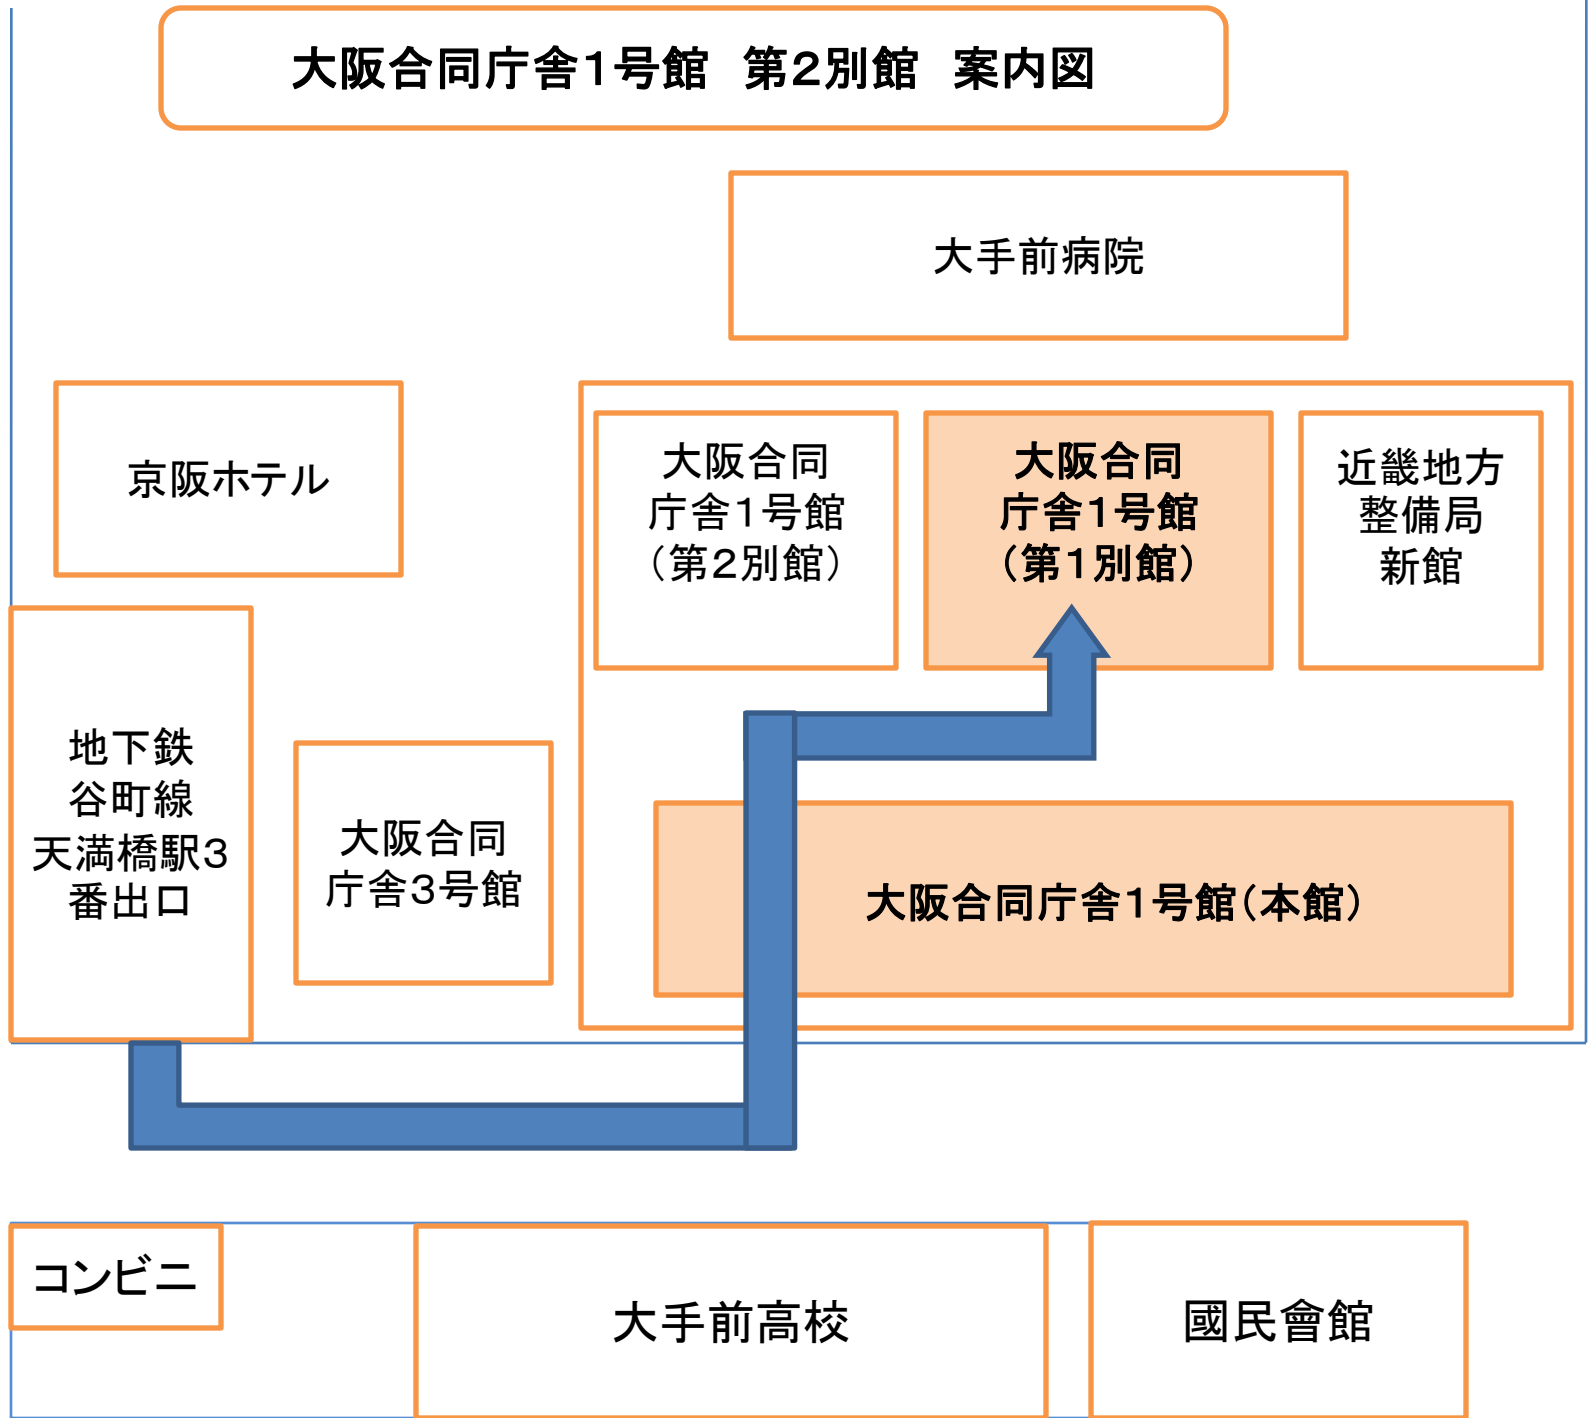 大阪合同庁舎1号館　第2別館　案内図
大手前病院
京阪ホテル
大阪合同
庁舎1号館
（第2別館）
大阪合同
庁舎1号館
（第1別館）
近畿地方
整備局
新館
地下鉄
谷町線
天満橋駅3
番出口
大阪合同
庁舎3号館
大阪合同庁舎1号館（本館）
コンビニ
大手前高校
國民會館